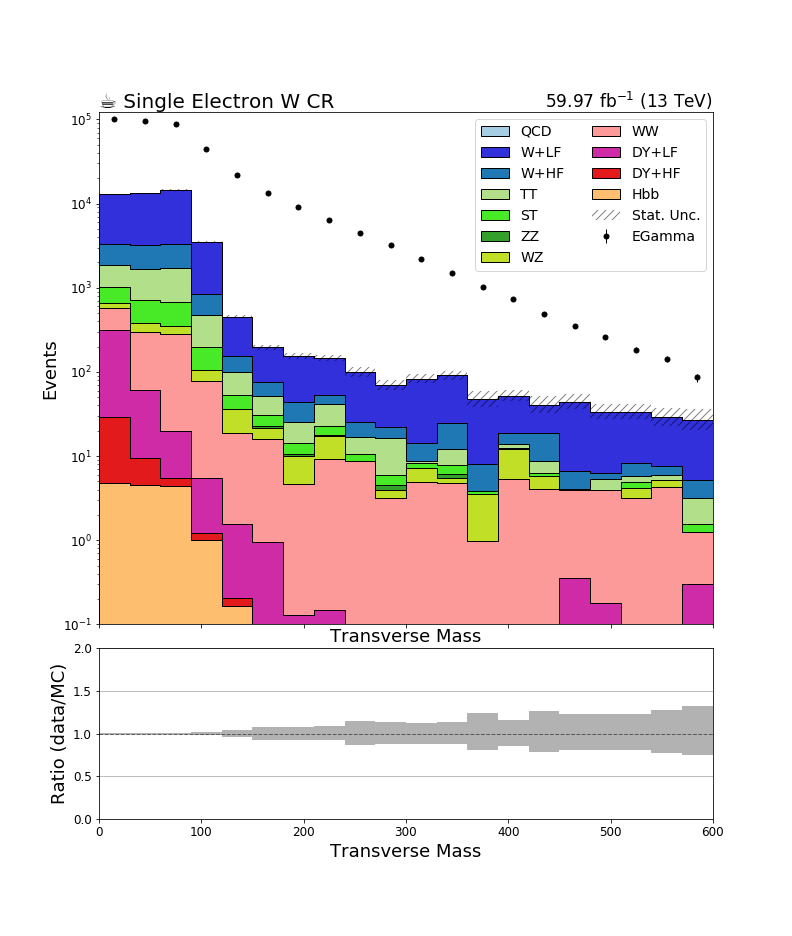 ☕ Single Electron W CR
59.97 fb⁻¹ (13 TeV)
Events
10⁵
10⁴
10³
10²
10¹
10⁰
10⁻¹
QCD
W+LF
W+HF
TT
ST
ZZ
WZ
WW
DY+LF
DY+HF
Hbb
Stat. Unc.
EGamma
Transverse Mass
Ratio (data/MC)
2.0
1.5
1.0
0.5
0.0
0 100 200 300 400 500 600
Transverse Mass